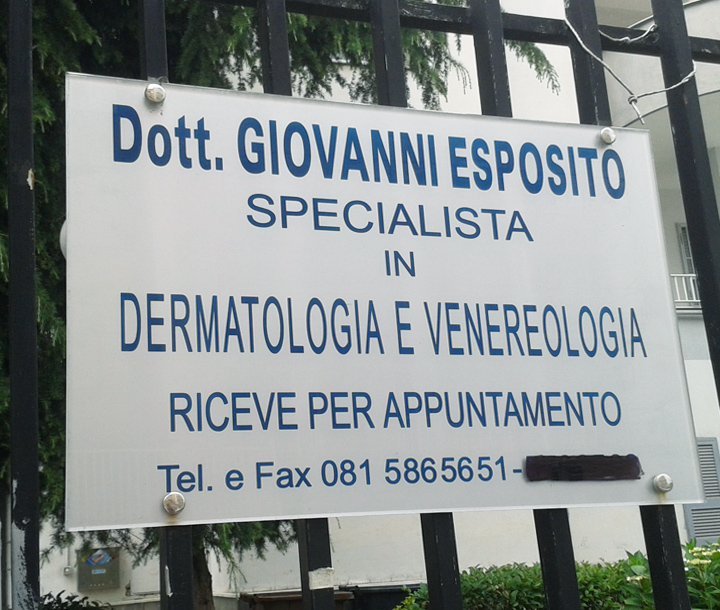 Dott. GIOVANNI ESPOSITO
SPECIALISTA
IN
DERMATOLOGIA E VENEREOLOGIA
RICEVE PER APPUNTAMENTO
Tel. e Fax 081 5865651-